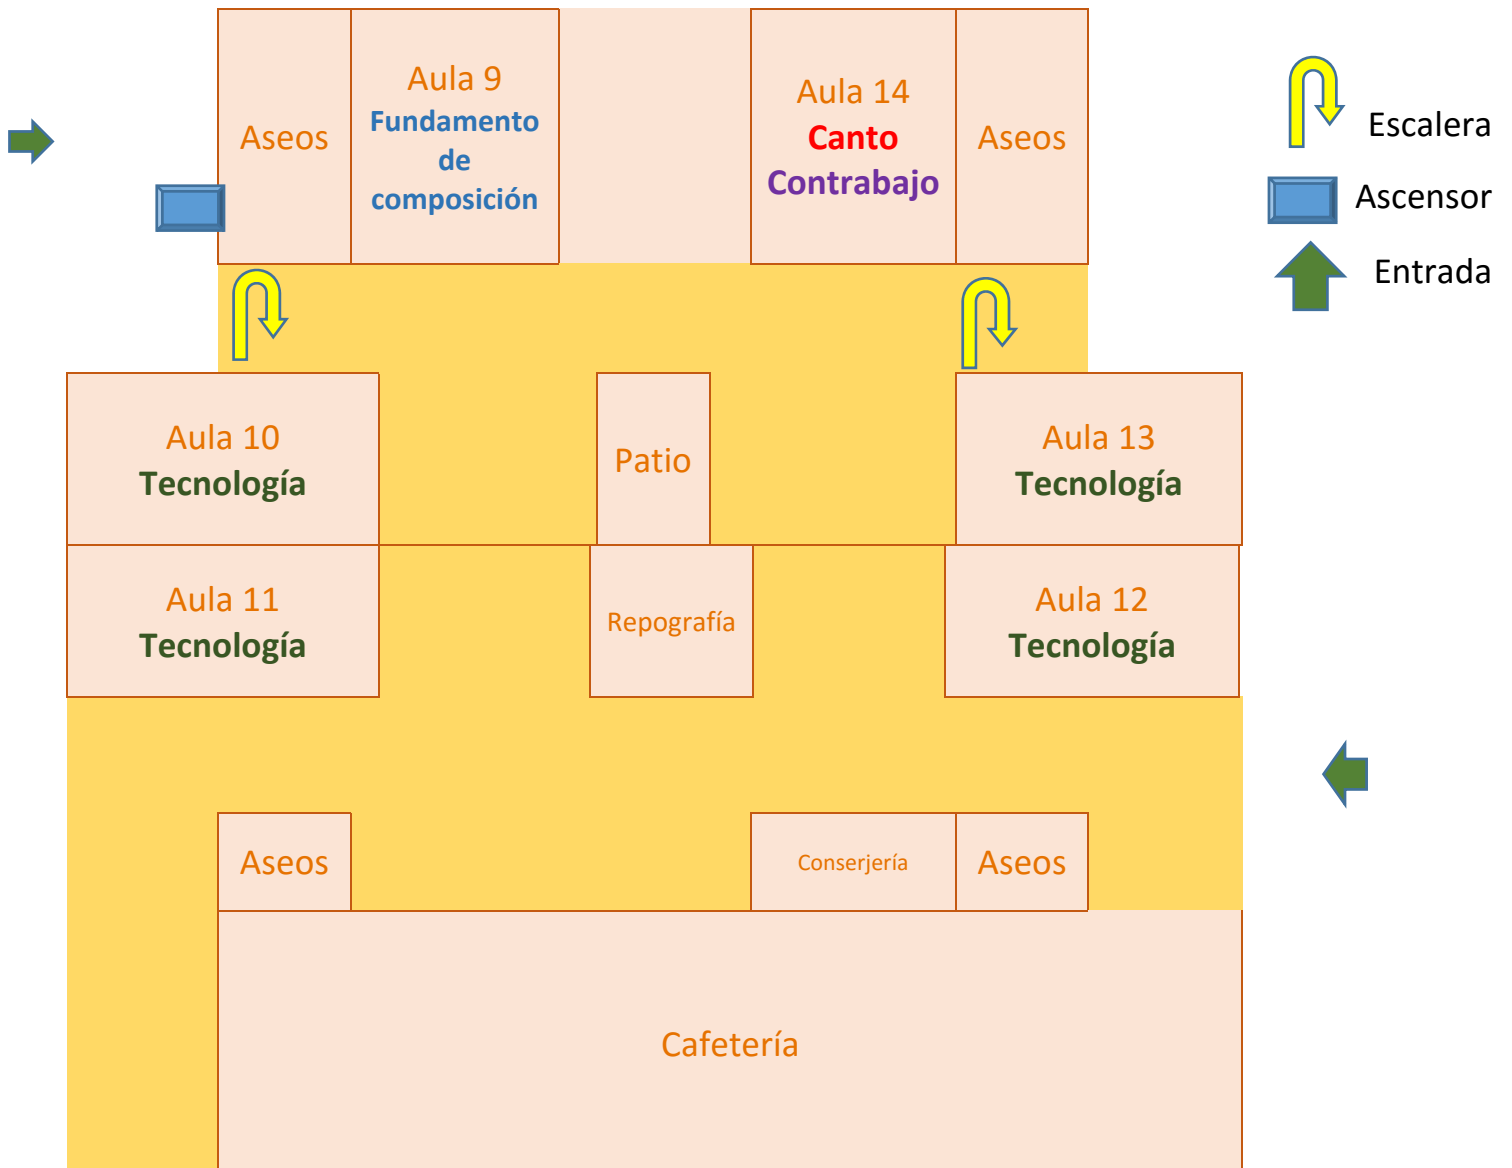 Aseos
Aula 9
Fundamento
de
composición
Aula 14
Canto
Contrabajo
Aseos
Escalera
Ascensor
Entrada
Aula 10
Tecnología
Patio
Aula 13
Tecnología
Aula 11
Tecnología
Repografía
Aula 12
Tecnología
Aseos
Conserjería
Aseos
Cafetería